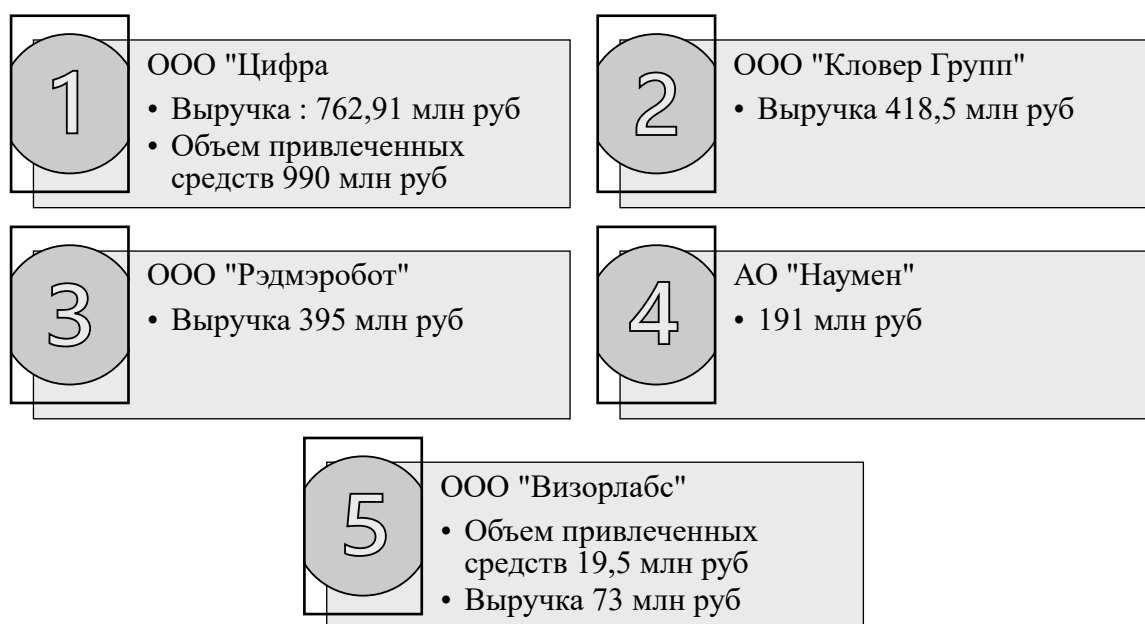 1
ООО "Цифра
• Выручка : 762,91 млн руб
• Объем привлеченных
средств 990 млн руб
2
ООО "Кловер Групп"
• Выручка 418,5 млн руб
3
ООО "Рэдмэробот"
• Выручка 395 млн руб
4
АО "Наумен"
• 191 млн руб
5
ООО "Визорлабс"
• Объем привлеченных
средств 19,5 млн руб
• Выручка 73 млн руб